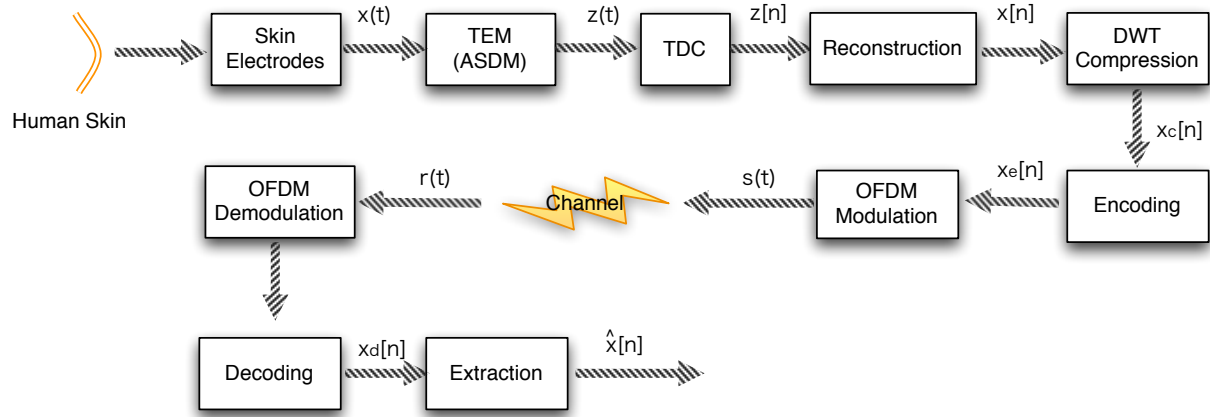 Human Skin
Skin
Electrodes
x(t)
TEM
(ASDM)
z(t)
TDC
z[n]
Reconstruction
x[n]
DWT
Compression
xc[n]
Encoding
xe[n]
OFDM
Modulation
s(t)
Channel
r(t)
OFDM
Demodulation
Decoding
xd[n]
Extraction
x̂[n]